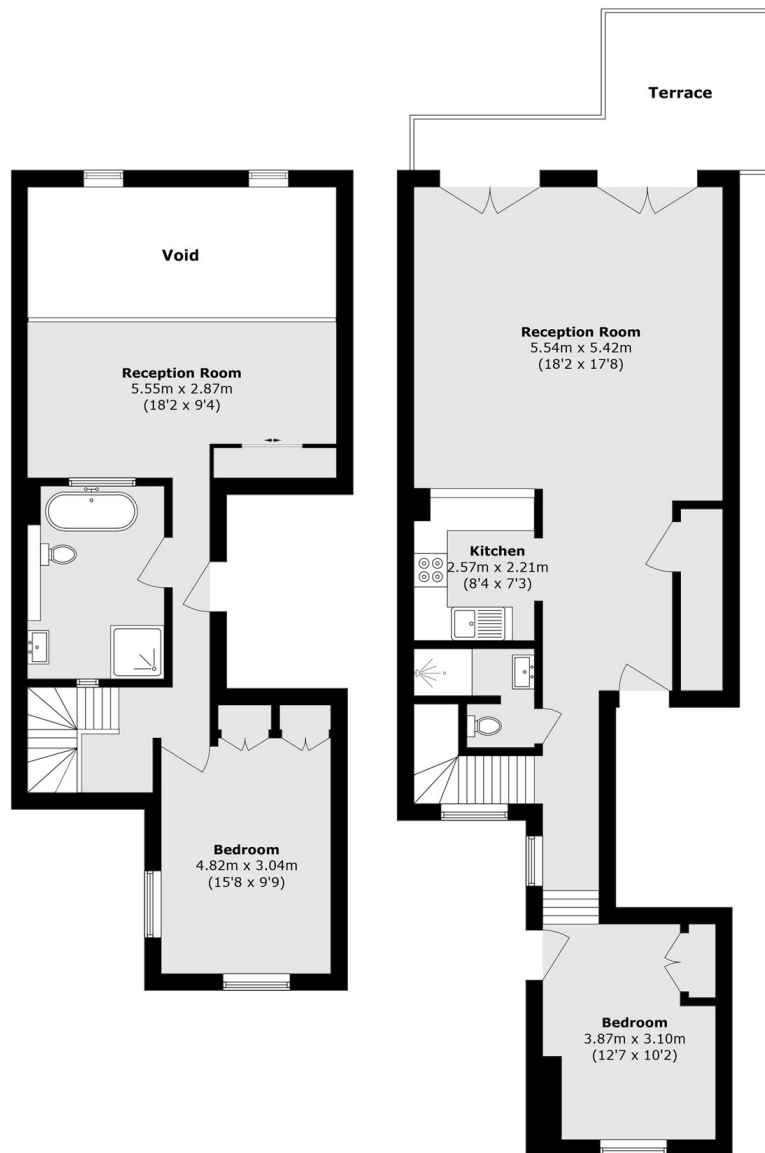 Terrace
Void
Reception Room
5.55m x 2.87m
(18'2 x 9'4)
Reception Room
5.54m x 5.42m
(18'2 x 17'8)
Kitchen
2.57m x 2.21m
(8'4 x 7'3)
Bedroom
4.82m x 3.04m
(15'8 x 9'9)
Bedroom
3.87m x 3.10m
(12'7 x 10'2)